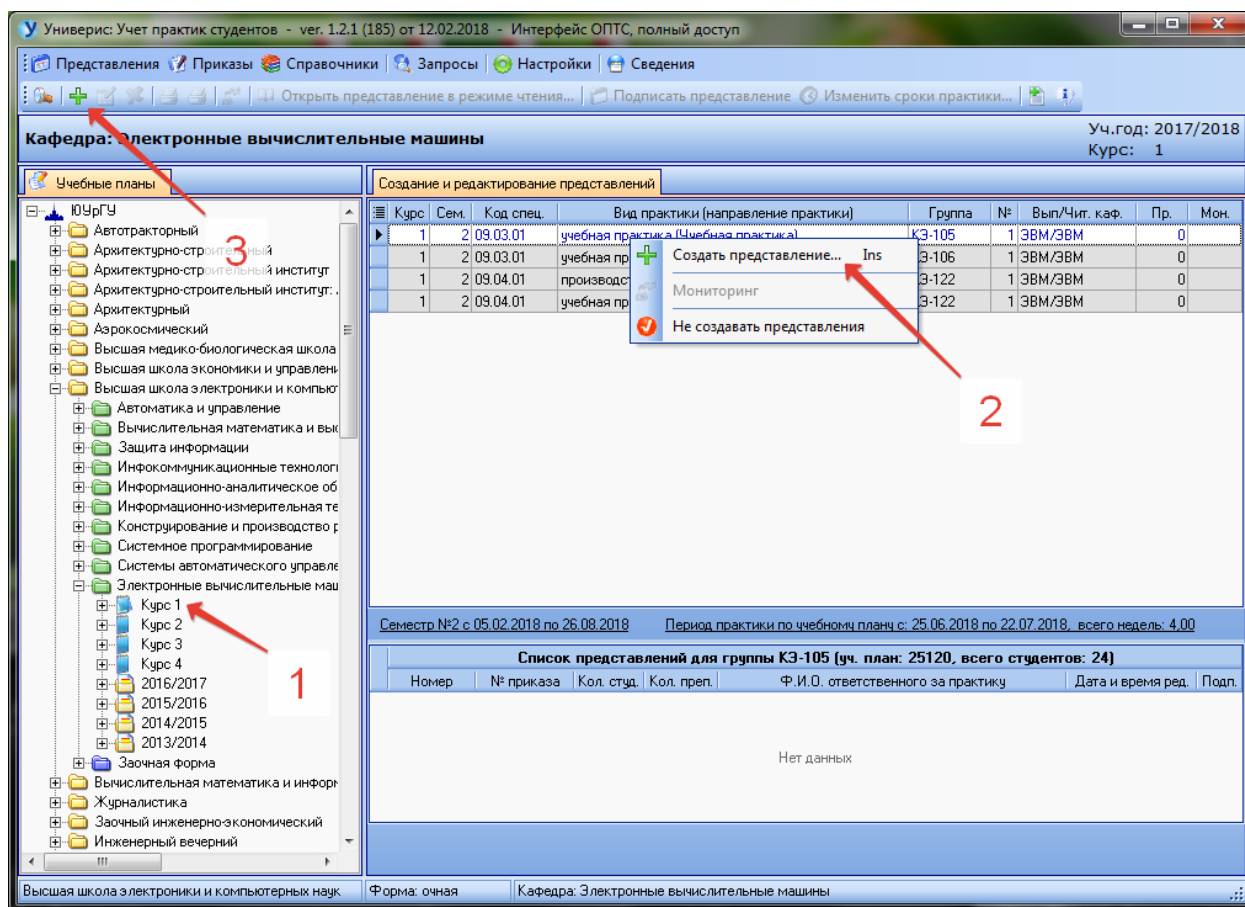 Универис: Учет практик студентов - ver. 1.2.1 (185) от 12.02.2018 - Интерфейс ОПТС, полный доступ
Представления Приказы Справочники Запросы Настройки Сведения
Открыть представление в режиме чтения... Подписать представление Изменить сроки практики...
Кафедра: Электронные вычислительные машины
Уч.год: 2017/2018
Курс: 1
Учебные планы
ЮУрГУ
Автотракторный
Архитектурно-строительный
Архитектурно-строительный институт
Архитектурно-строительный институт: .
Архитектурный
Аэрокосмический
Высшая медико-биологическая школа
Высшая школа экономики и управлени
Высшая школа электроники и компьют
Автоматика и управление
Вычислительная математика и выс
Защита информации
Инфокоммуникационные технологи
Информационно-аналитическое об
Информационно-измерительная те
Конструирование и производство р
Системное программирование
Системы автоматического управле
Электронные вычислительные маш
Курс 1
Курс 2
Курс 3
Курс 4
2016/2017
2015/2016
2014/2015
2013/2014
Заочная форма
Вычислительная математика и информ
Журналистика
Заочный инженерно-экономический
Инженерный вечерний
3
1
Создание и редактирование представлений
Курс Сем. Код спец. Вид практики (направление практики) Группа № Вып/Чит. каф. Пр. Мон.
1 2 09.03.01 учебная практика (Учебная практика) КЭ-105 1 ЭВМ/ЭВМ 0
1 2 09.03.01 учебная пр Э-106 1 ЭВМ/ЭВМ 0
1 2 09.04.01 производст Э-122 1 ЭВМ/ЭВМ 0
1 2 09.04.01 учебная пр Э-122 1 ЭВМ/ЭВМ 0
Создать представление... Ins
Мониторинг
Не создавать представления
2
Семестр №2 с 05.02.2018 по 26.08.2018 Период практики по учебному плану с: 25.06.2018 по 22.07.2018, всего недель: 4,00
Список представлений для группы КЭ-105 (уч. план: 25120, всего студентов: 24)
Номер № приказа Кол. студ. Кол. преп. Ф.И.О. ответственного за практику Дата и время ред. Подп.
Нет данных
Высшая школа электроники и компьютерных наук Форма: очная Кафедра: Электронные вычислительные машины